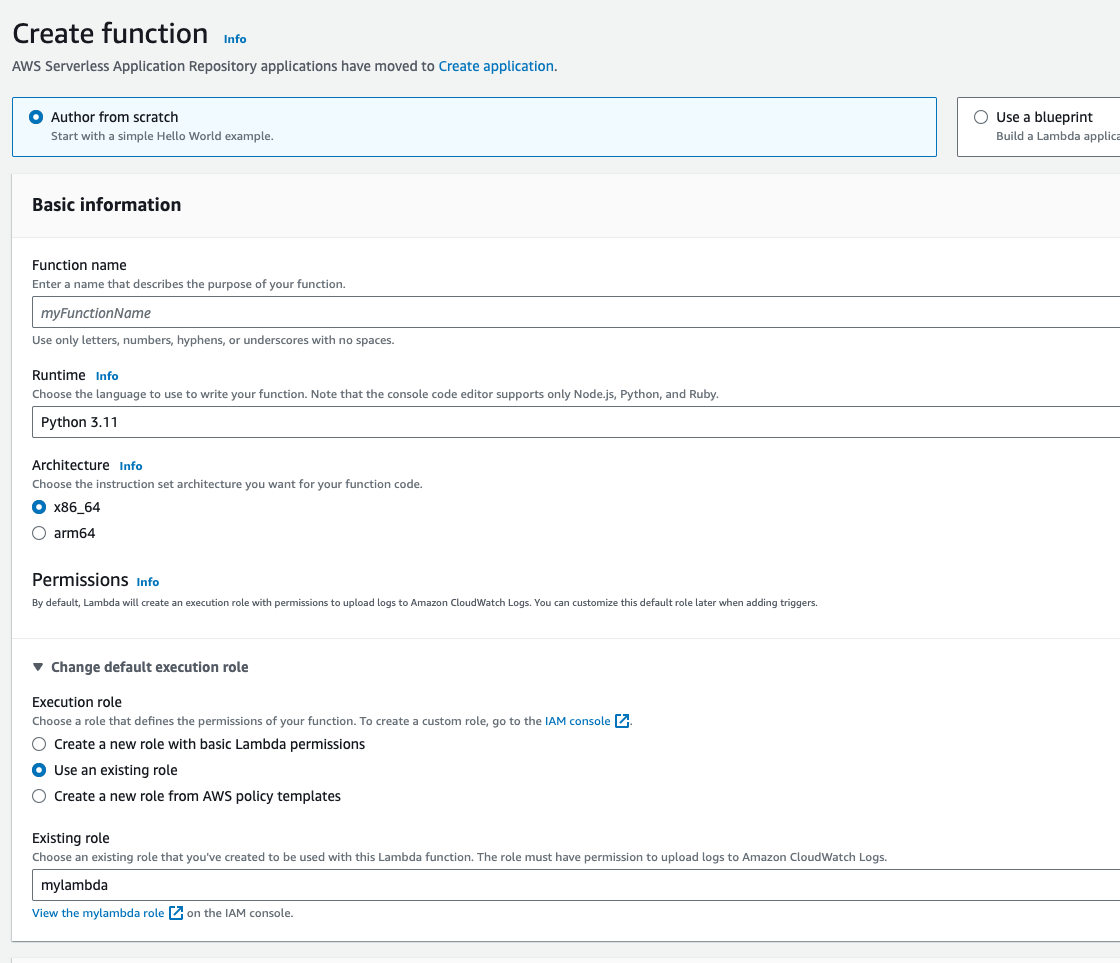 Create function Info
AWS Serverless Application Repository applications have moved to Create application.
Author from scratch
Start with a simple Hello World example.
Use a blueprint
Build a Lambda applica
Basic information
Function name
Enter a name that describes the purpose of your function.
myFunctionName
Use only letters, numbers, hyphens, or underscores with no spaces.
Runtime Info
Choose the language to use to write your function. Note that the console code editor supports only Node.js, Python, and Ruby.
Python 3.11
Architecture Info
Choose the instruction set architecture you want for your function code.
x86_64
arm64
Permissions Info
By default, Lambda will create an execution role with permissions to upload logs to Amazon CloudWatch Logs. You can customize this default role later when adding triggers.
Change default execution role
Execution role
Choose a role that defines the permissions of your function. To create a custom role, go to the IAM console.
Create a new role with basic Lambda permissions
Use an existing role
Create a new role from AWS policy templates
Existing role
Choose an existing role that you've created to be used with this Lambda function. The role must have permission to upload logs to Amazon CloudWatch Logs.
mylambda
View the mylambda role on the IAM console.